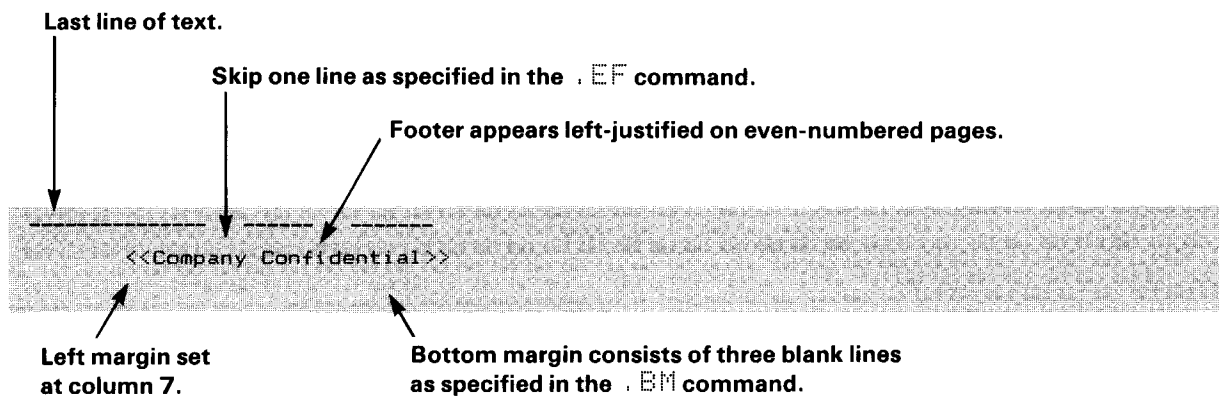 Last line of text.
Skip one line as specified in the .EF command.
Footer appears left-justified on even-numbered pages.
<<Company Confidential>>
Left margin set
at column 7.
Bottom margin consists of three blank lines
as specified in the .BM command.